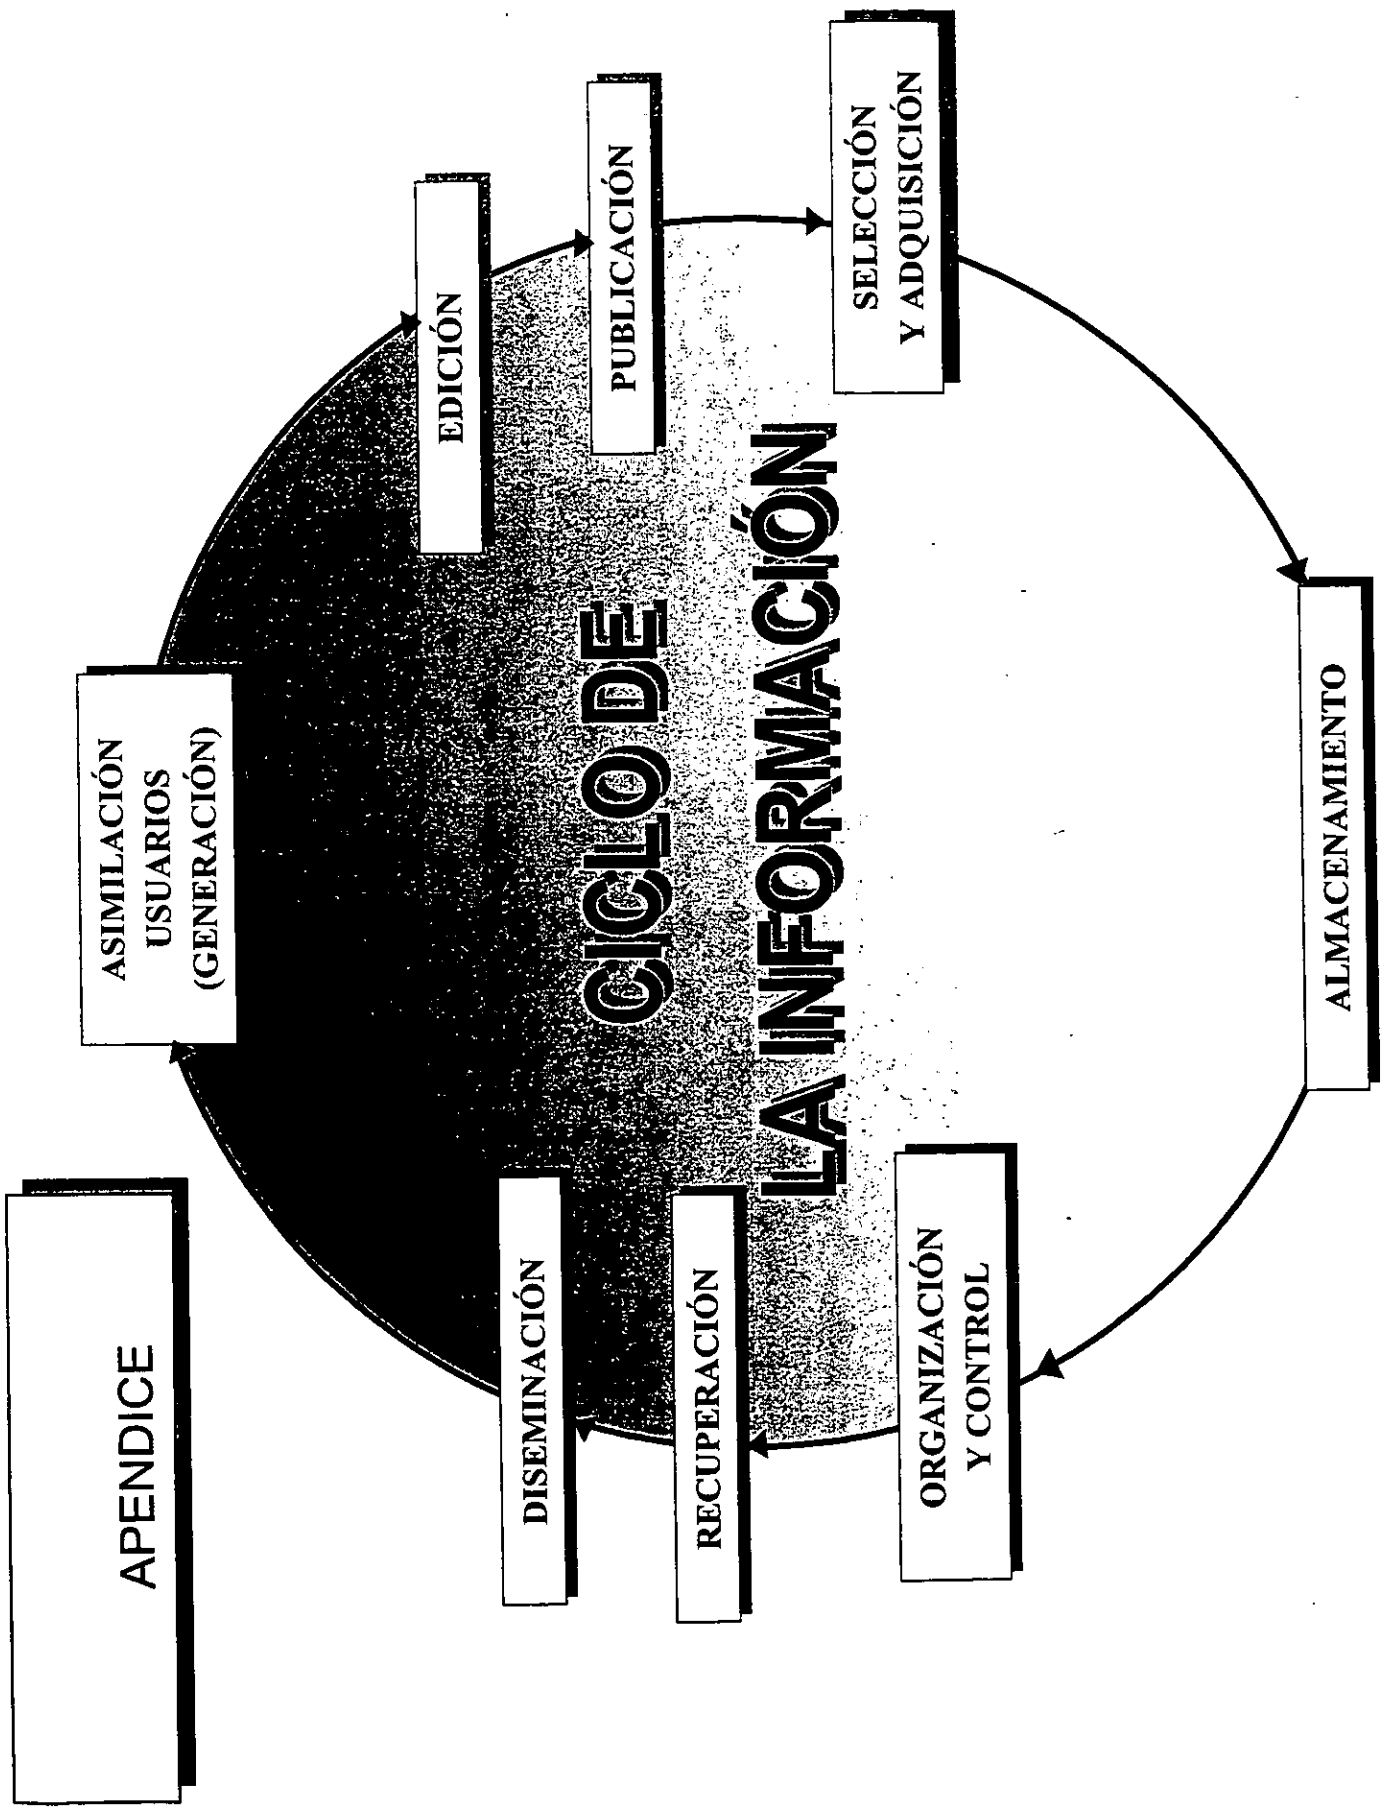 APENDICE
ASIMILACIÓN
USUARIOS
(GENERACIÓN)
EDICIÓN
PUBLICACIÓN
SELECCIÓN
Y ADQUISICIÓN
ALMACENAMIENTO
ORGANIZACIÓN
Y CONTROL
RECUPERACIÓN
DISEMINACIÓN
CICLO DE
LA INFORMACIÓN